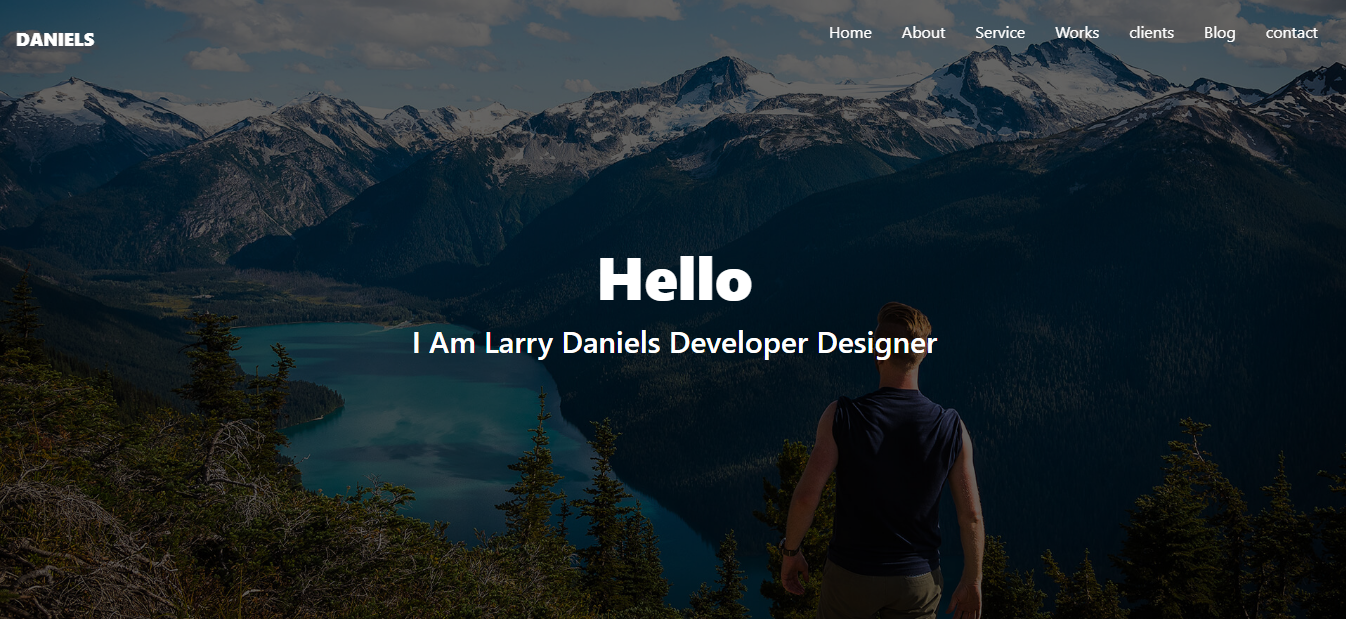 DANIELS
Home About Service Works clients Blog contact
Hello
I Am Larry Daniels Developer Designer